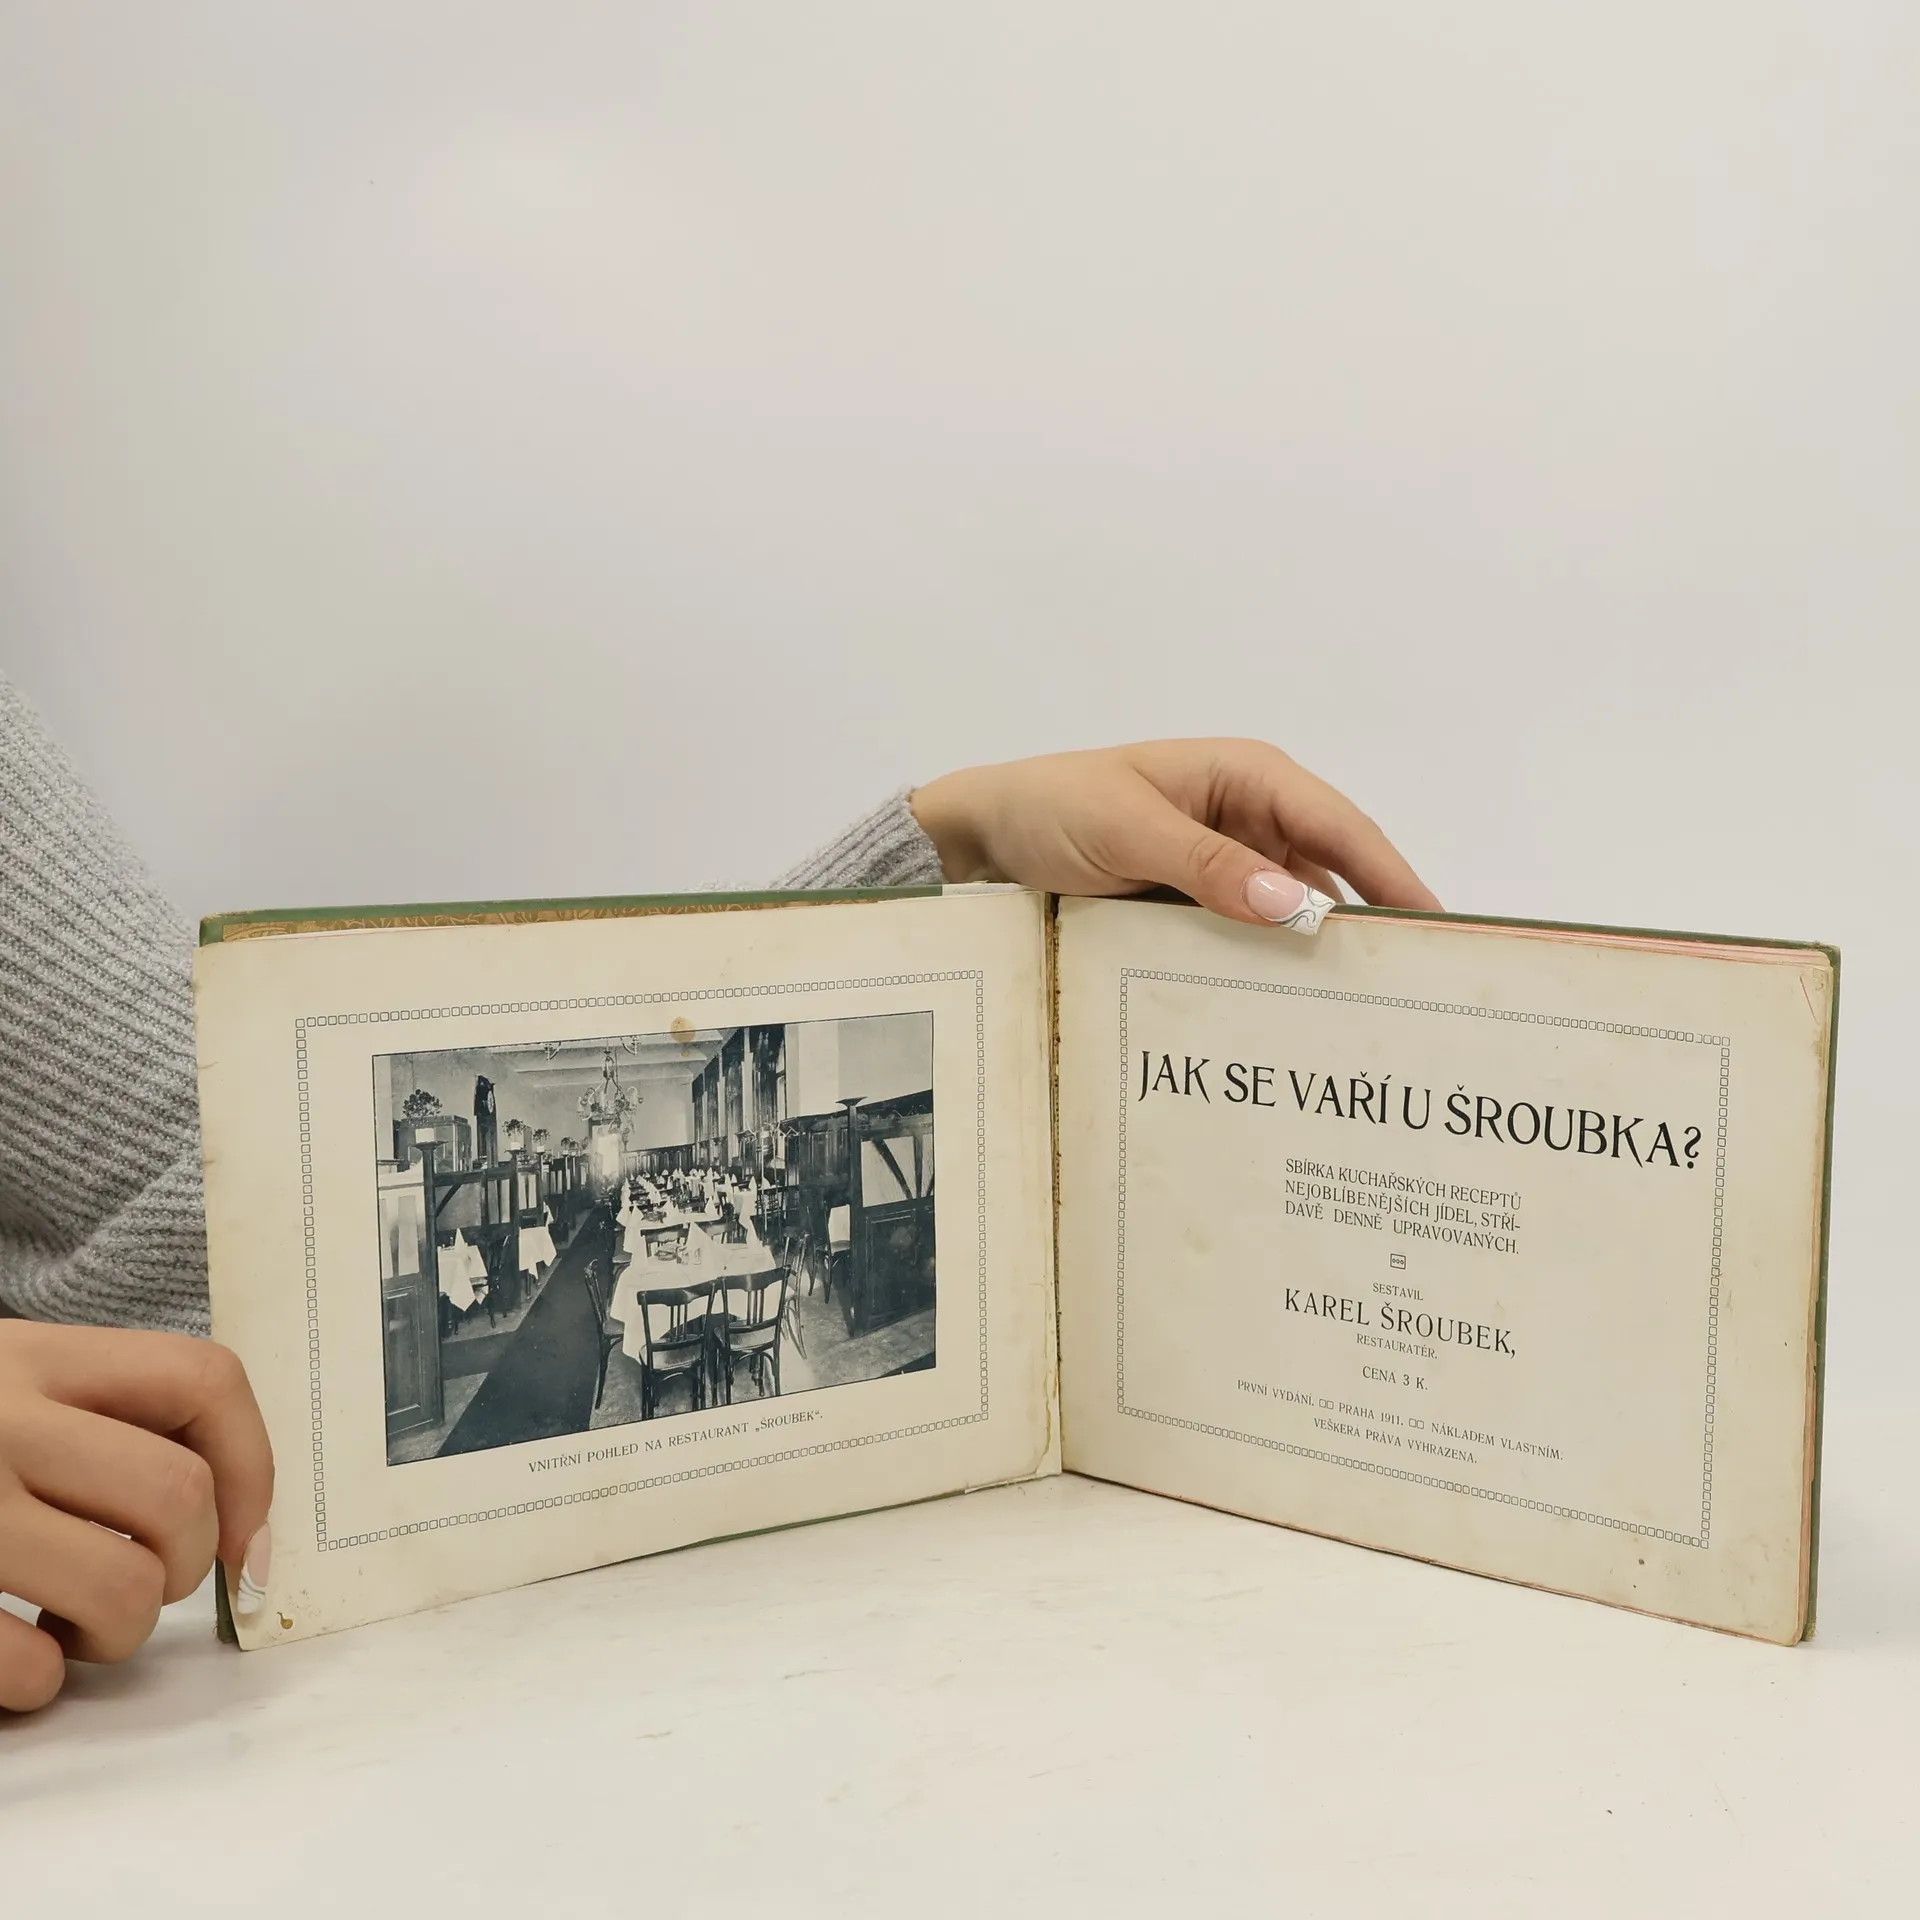 VNITŘNÍ POHLED NA RESTAURANT „ŠROUBEK“.
JAK SE VAŘÍ U ŠROUBKA?
SBÍRKA KUCHAŘSKÝCH RECEPTŮ
NEJOBLÍBENĚJŠÍCH JÍDEL, STŘÍ-
DAVĚ DENNĚ UPRAVOVANÝCH.
SESTAVIL
KAREL ŠROUBEK,
RESTAURATÉR.
CENA 3 K.
PRVNÍ VYDÁNÍ. □□ PRAHA 1911. □□ NÁKLADEM VLASTNÍM.
VEŠKERÁ PRÁVA VYHRAZENA.